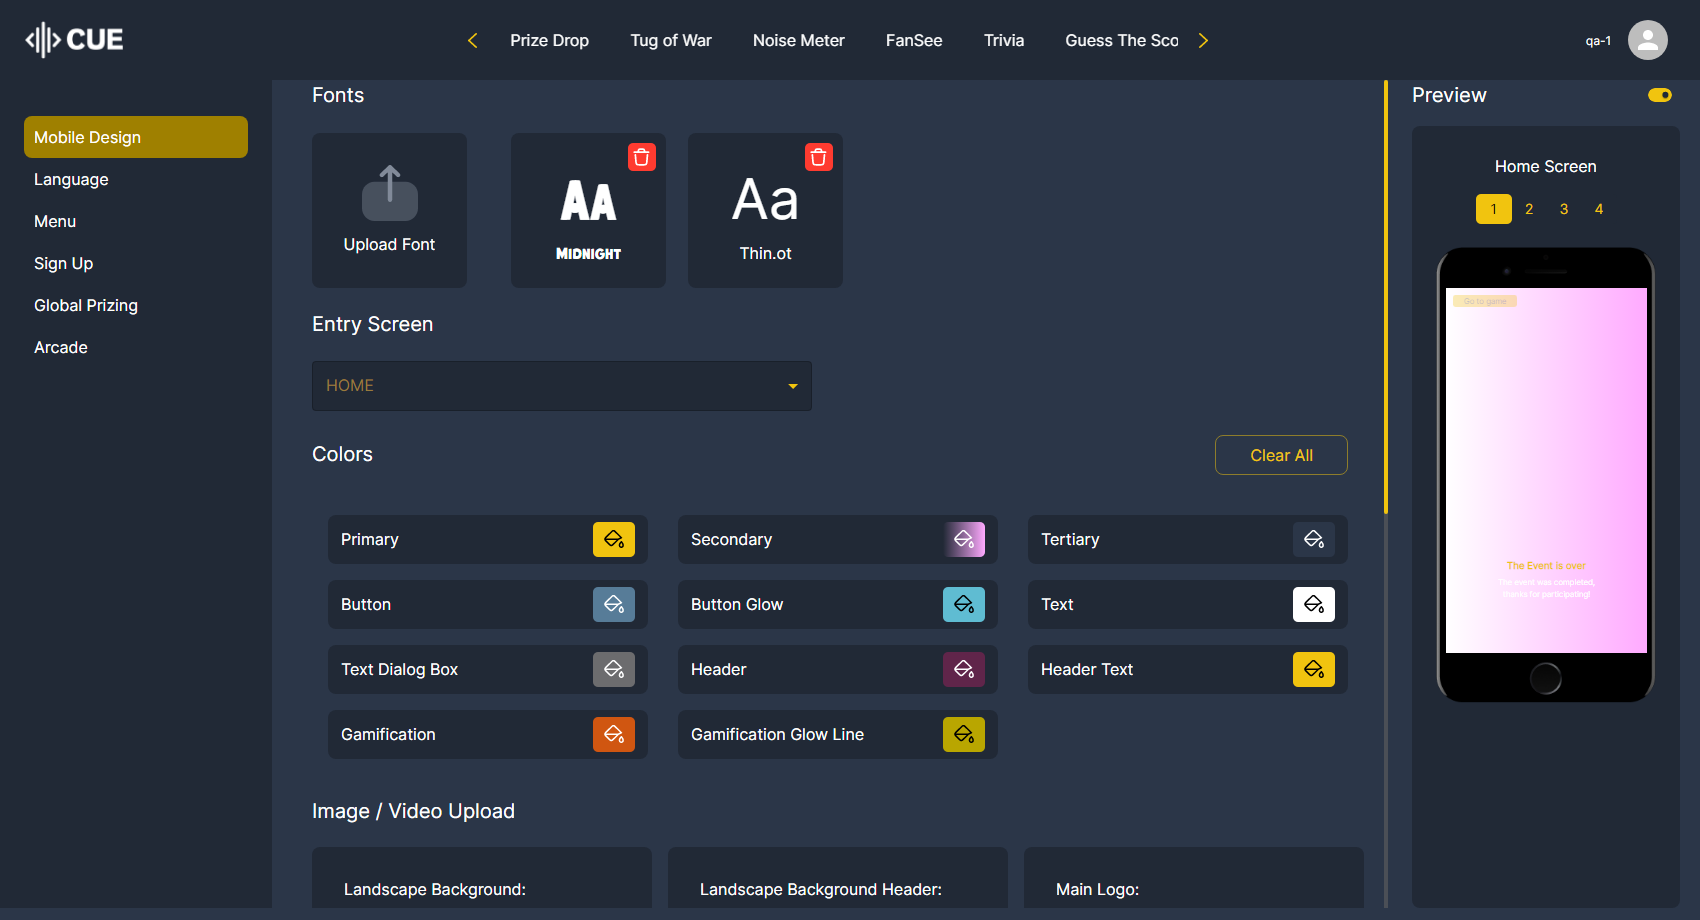 CUE
Prize Drop
Tug of War
Noise Meter
FanSee
Trivia
Guess The Sco
qa-1
Mobile Design
Language
Menu
Sign Up
Global Prizing
Arcade
Fonts
Upload Font
AA
MIDNIGHT
Aa
Thin.ot
Entry Screen
HOME
Colors
Clear All
Primary
Secondary
Tertiary
Button
Button Glow
Text
Text Dialog Box
Header
Header Text
Gamification
Gamification Glow Line
Image / Video Upload
Landscape Background:
Landscape Background Header:
Main Logo:
Preview
Home Screen
1
2
3
4
Go to game
The Event is over
The event was completed,
thanks for participating!